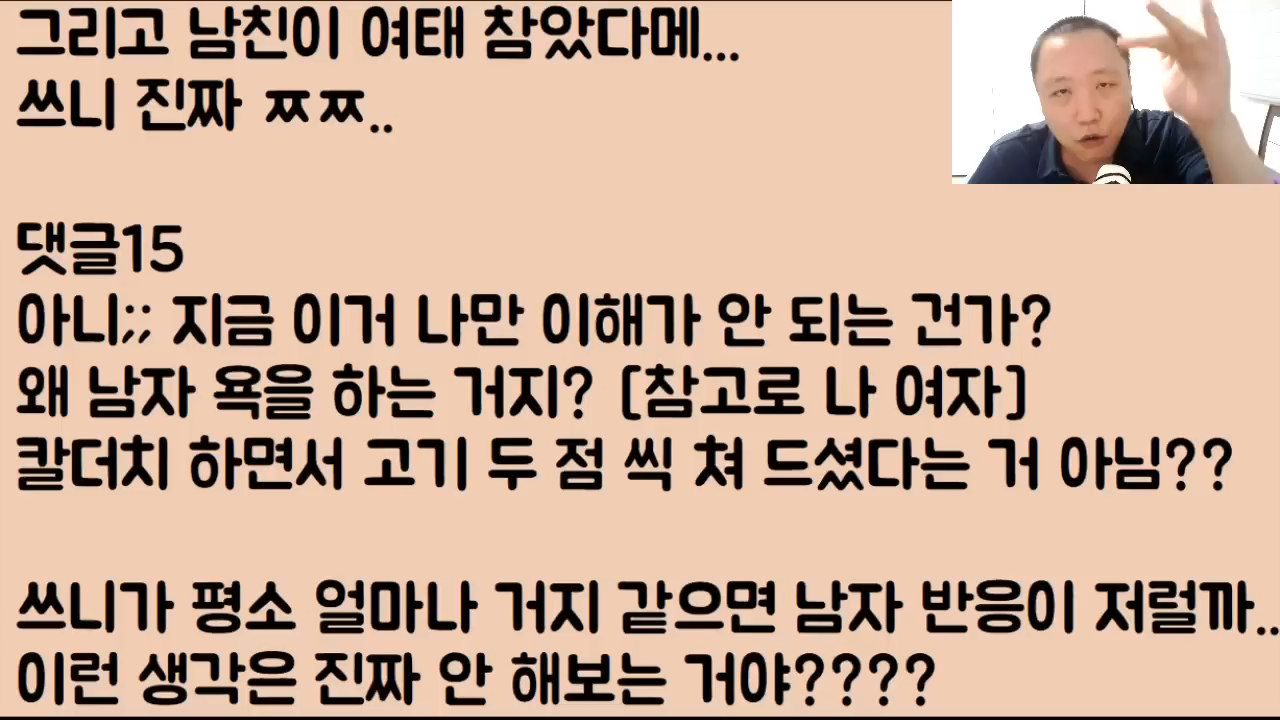 그리고 남친이 여태 참았다메...
쓰니 진짜 ㅉㅉ..
댓글15
아니;; 지금 이거 나만 이해가 안 되는 건가?
왜 남자 욕을 하는 거지? [참고로 나 여자]
칼더치 하면서 고기 두 점 씩 쳐 드셨다는 거 아님??
쓰니가 평소 얼마나 거지 같으면 남자 반응이 저럴까..
이런 생각은 진짜 안 해보는 거야????